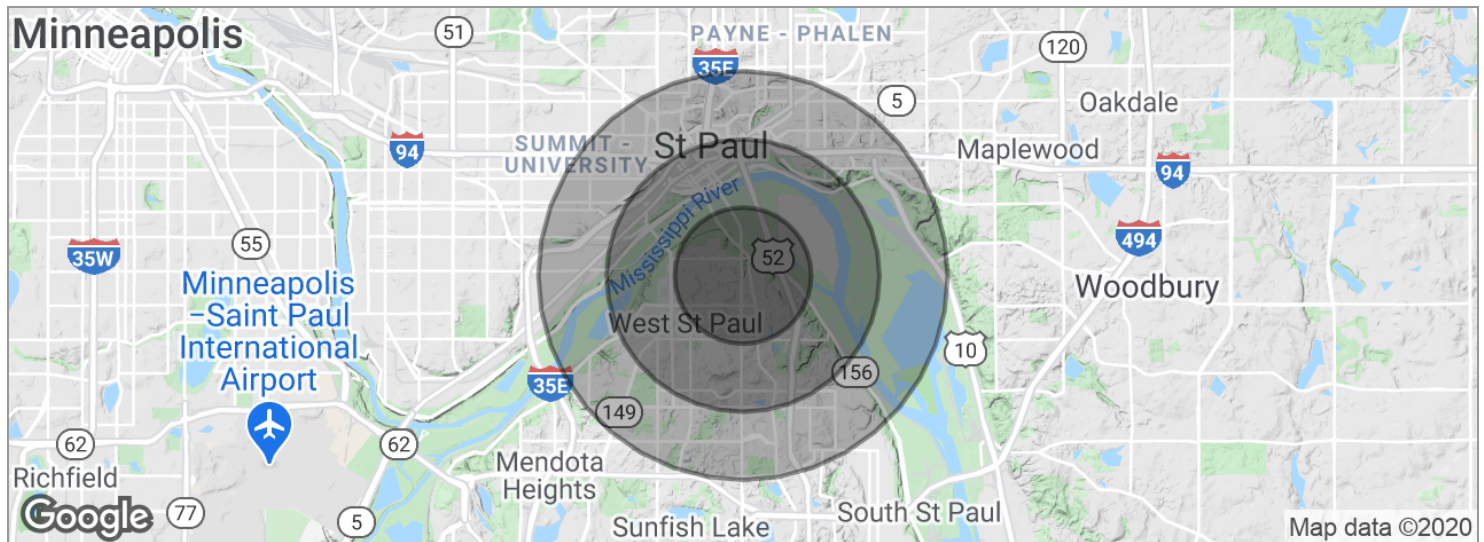 Minneapolis
51
PAYNE - PHALEN
120
35E
5
Oakdale
SUMMIT -
UNIVERSITY
St Paul
94
Maplewood
94
Mississippi River
55
35W
52
494
Minneapolis
–Saint Paul
International
Airport
Woodbury
West St Paul
10
156
35E
149
62
62
Richfield
Mendota
Heights
77
5
Google
Sunfish Lake
South St Paul
Map data ©2020